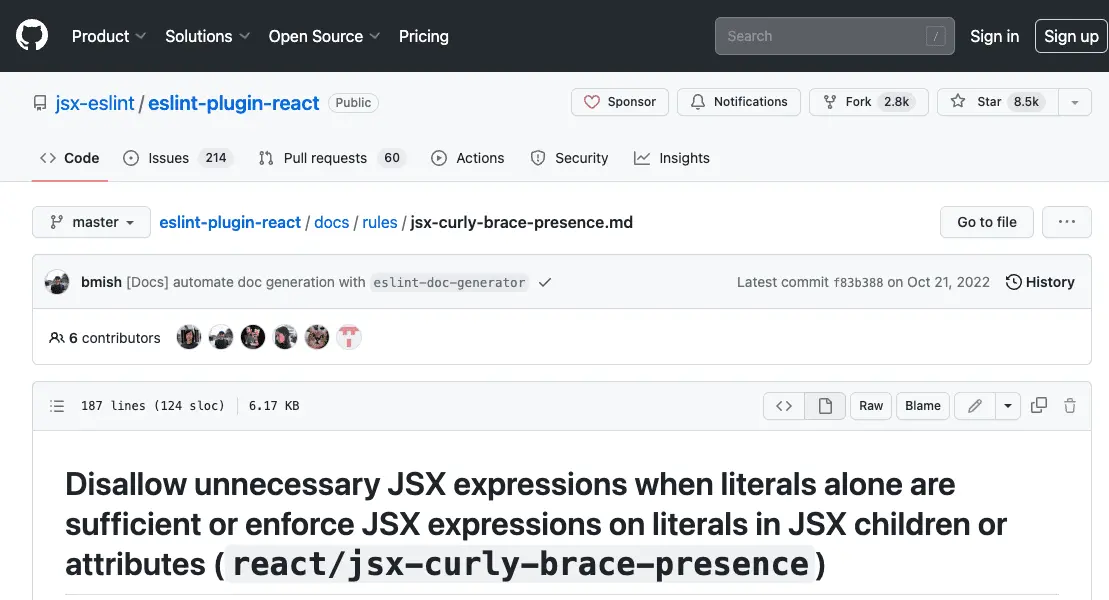 Product Solutions Open Source Pricing Search / Sign in Sign up
jsx-eslint / eslint-plugin-react Public Sponsor Notifications Fork 2.8k Star 8.5k
Code Issues 214 Pull requests 60 Actions Security Insights
master eslint-plugin-react / docs / rules / jsx-curly-brace-presence.md Go to file ...
bmish [Docs] automate doc generation with eslint-doc-generator Latest commit f83b388 on Oct 21, 2022 History
6 contributors
187 lines (124 sloc) 6.17 KB Raw Blame
Disallow unnecessary JSX expressions when literals alone are
sufficient or enforce JSX expressions on literals in JSX children or
attributes (react/jsx-curly-brace-presence)